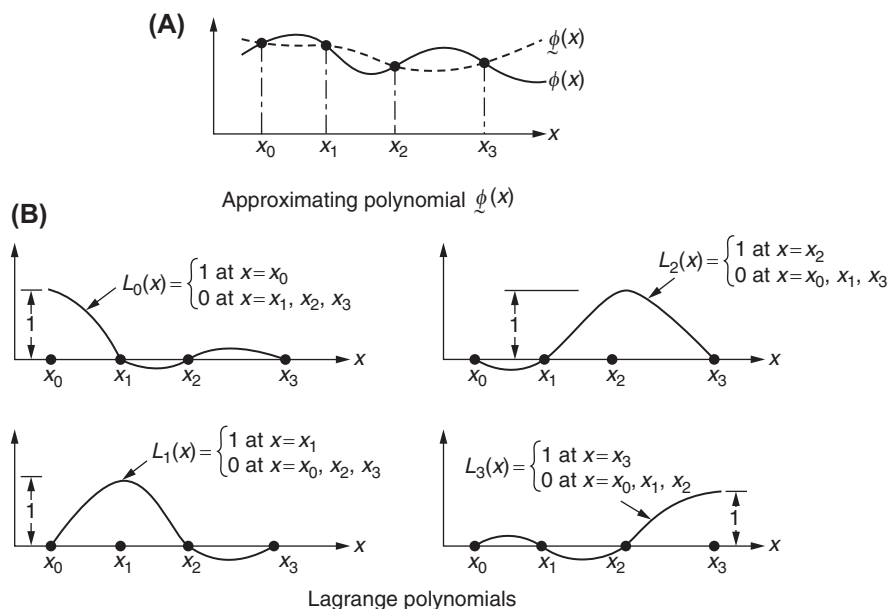 (A)
ϕ̰(x)
ϕ(x)
x
x₀ x₁ x₂ x₃
Approximating polynomial ϕ̰(x)
(B)
L₀(x)={1 at x=x₀
0 at x=x₁, x₂, x₃
1
x
x₀ x₁ x₂ x₃
L₂(x)={1 at x=x₂
0 at x=x₀, x₁, x₃
1
x
x₀ x₁ x₂ x₃
L₁(x)={1 at x=x₁
0 at x=x₀, x₂, x₃
1
x
x₀ x₁ x₂ x₃
L₃(x)={1 at x=x₃
0 at x=x₀, x₁, x₂
1
x
x₀ x₁ x₂ x₃
Lagrange polynomials